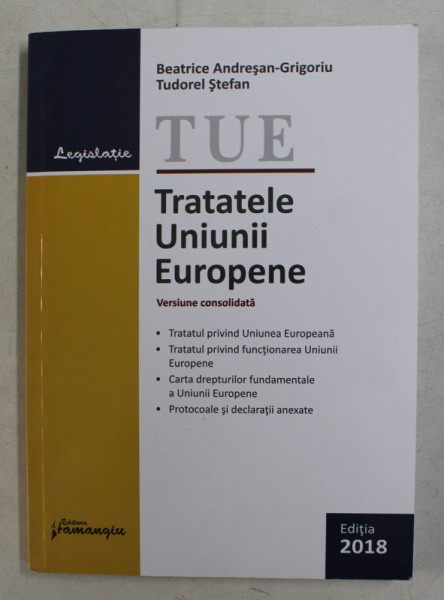 Beatrice Andreşan-Grigoriu
Tudorel Ştefan
Legislaţie
TUE
Tratatele
Uniunii
Europene
Versiune consolidată
• Tratatul privind Uniunea Europeană
• Tratatul privind funcţionarea Uniunii
Europene
• Carta drepturilor fundamentale
a Uniunii Europene
• Protocoale şi declaraţii anexate
Editura
Hamangiu
Ediţia
2018